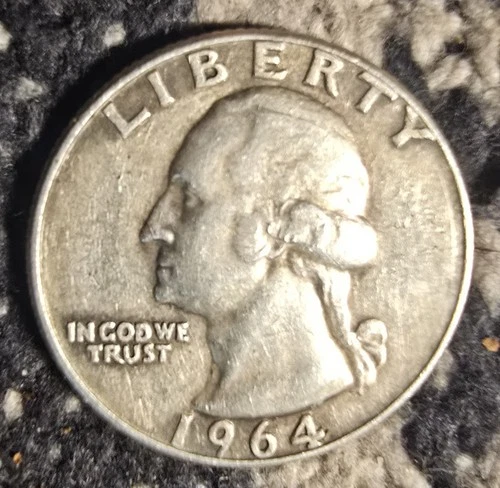 LIBERTY
IN GOD WE
TRUST
1964